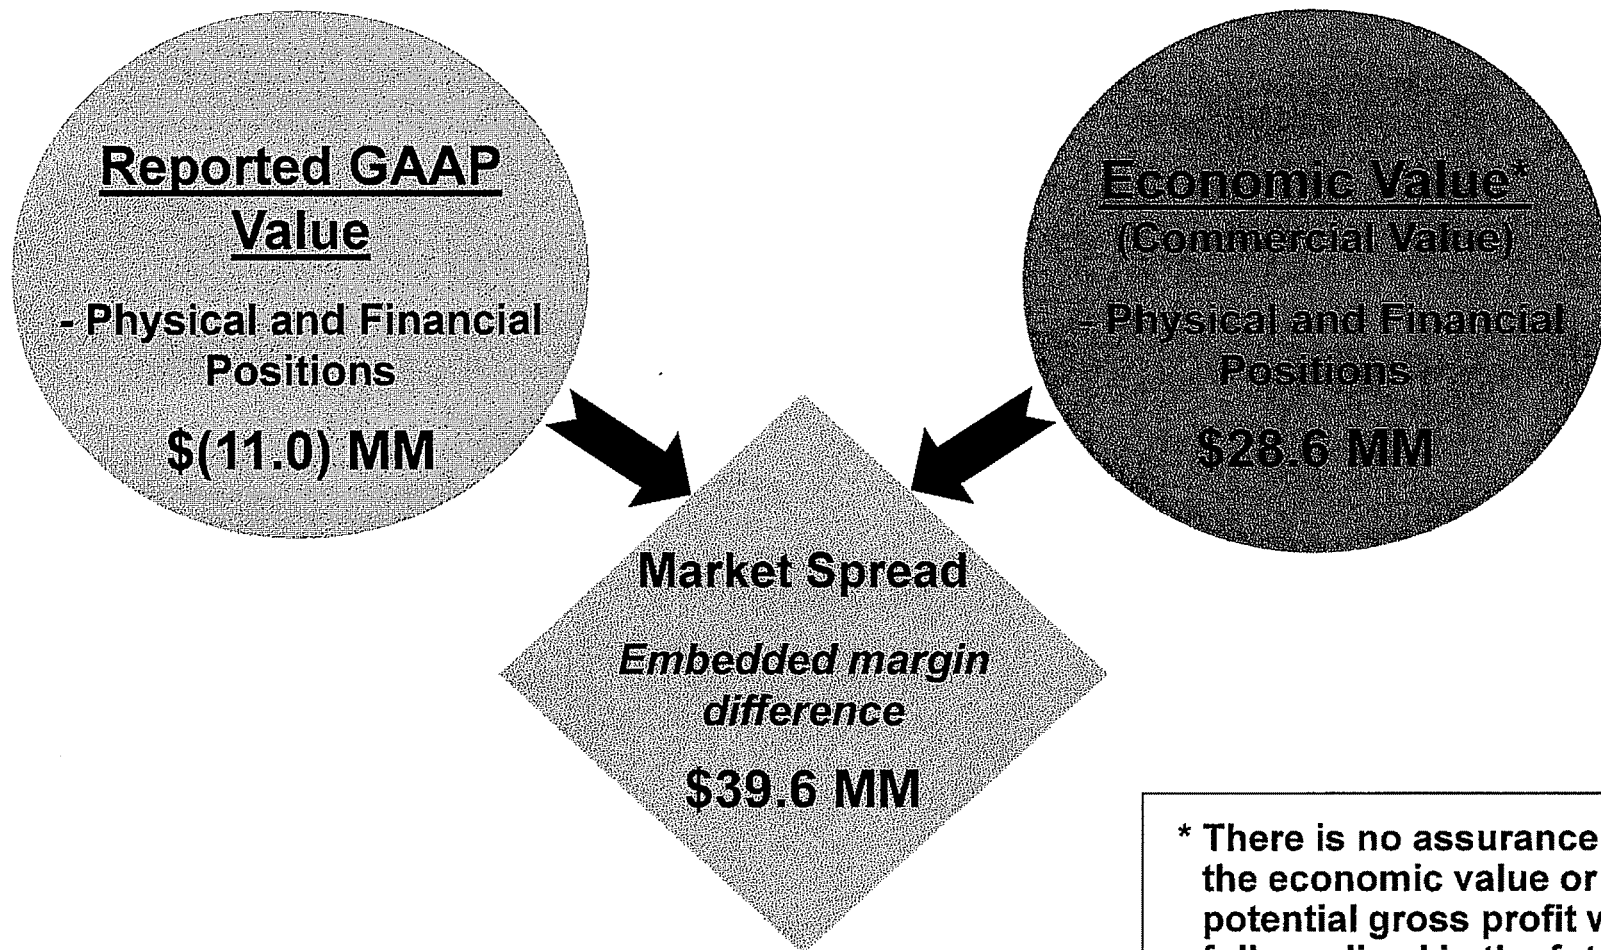 Reported GAAP
Value
- Physical and Financial
Positions
$(11.0) MM
Economic Value*
(Commercial Value)
- Physical and Financial
Positions
$28.6 MM
Market Spread
Embedded margin
difference
$39.6 MM
* There is no assurance
the economic value or
potential gross profit w